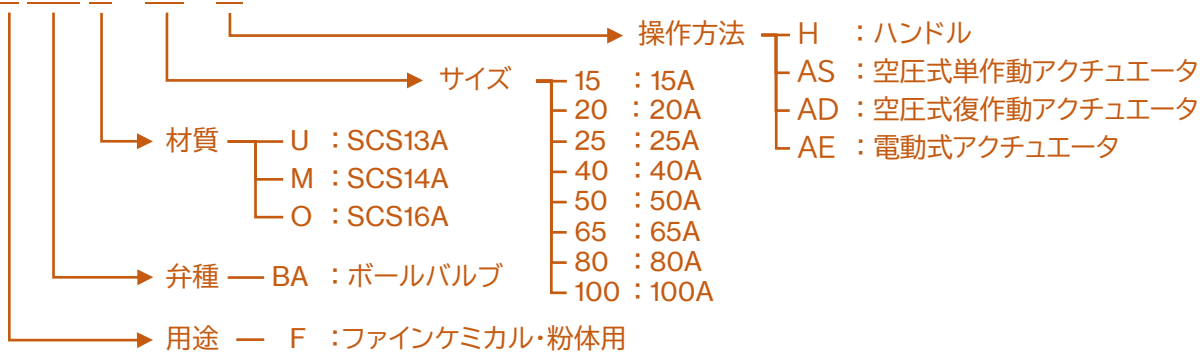 操作方法
H ：ハンドル
AS ：空圧式単作動アクチュエータ
AD ：空圧式復作動アクチュエータ
AE ：電動式アクチュエータ
サイズ
15 ：15A
20 ：20A
25 ：25A
40 ：40A
50 ：50A
65 ：65A
80 ：80A
100 ：100A
材質
U ：SCS13A
M ：SCS14A
O ：SCS16A
弁種 BA ：ボールバルブ
用途 F ：ファインケミカル・粉体用